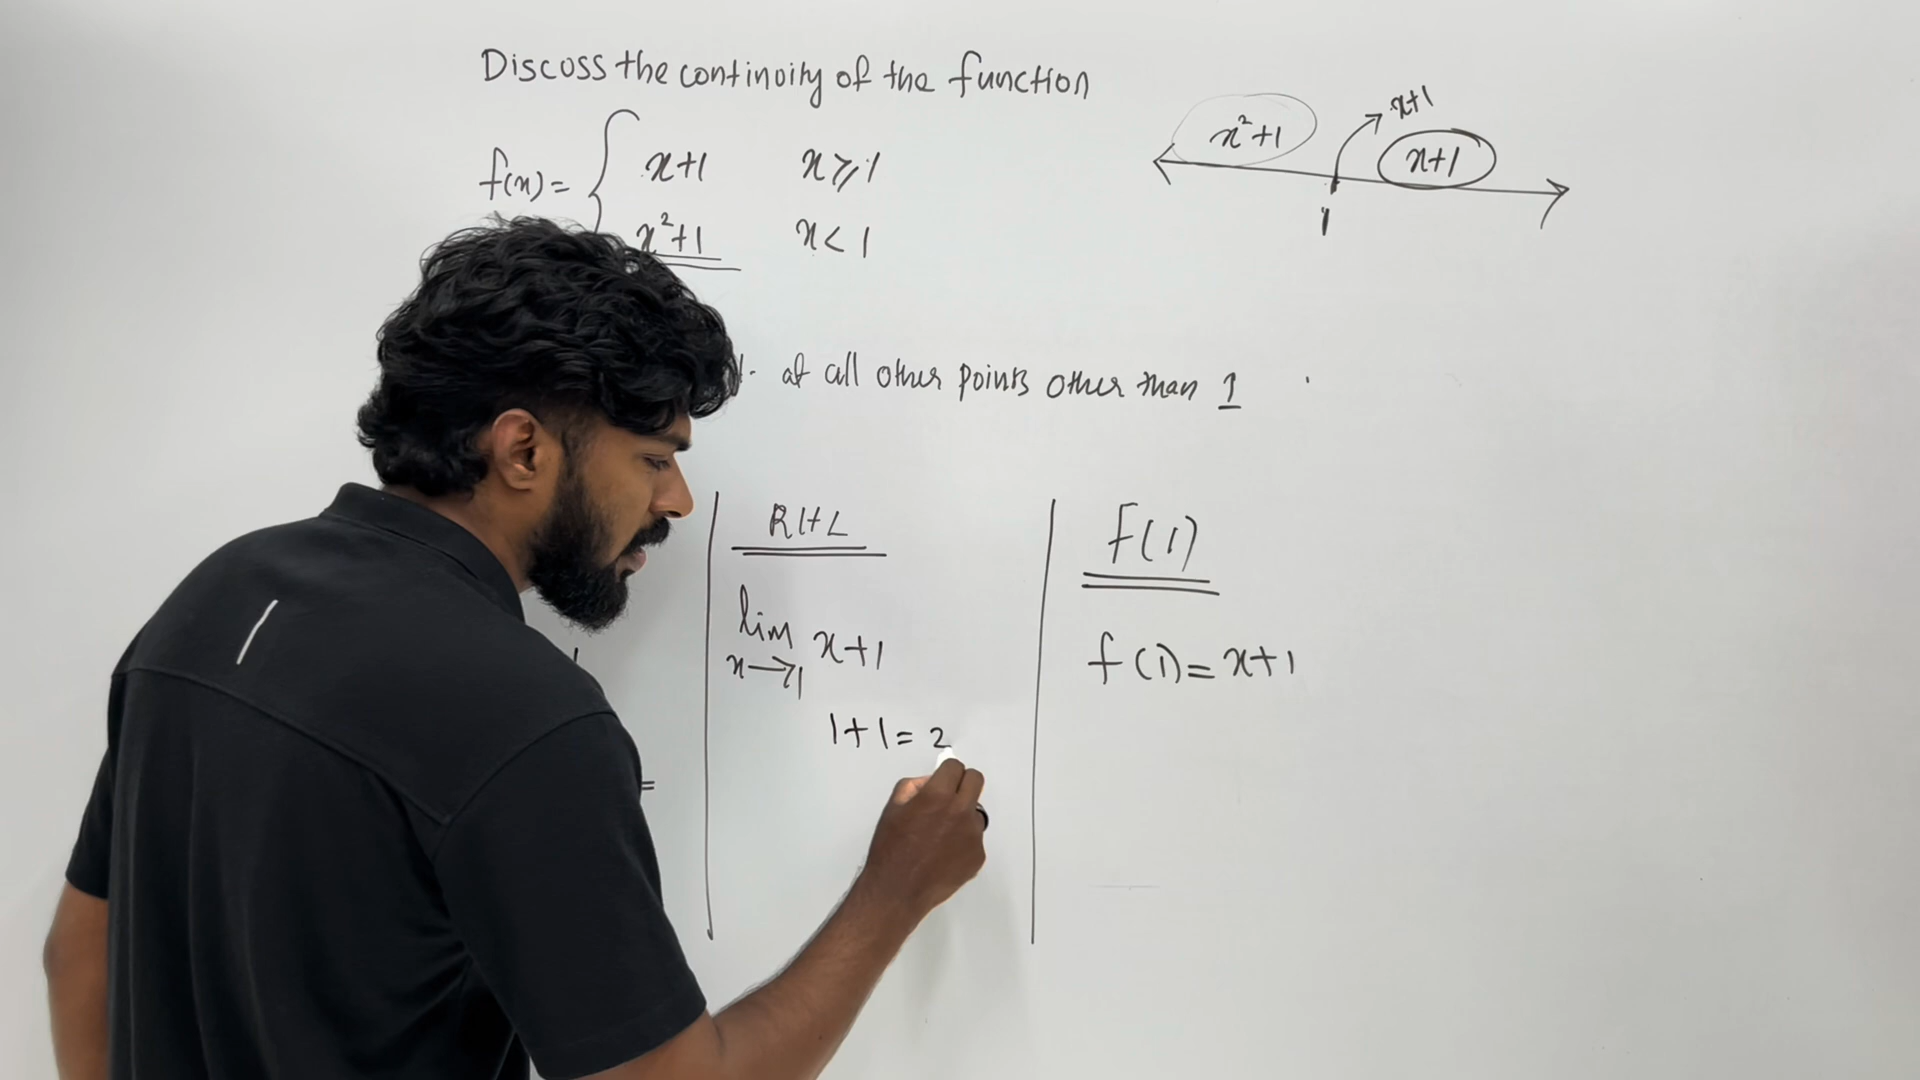 Discuss the continuity of the function
f(x) = { x+1 x ≥ 1
x²+1 x < 1
x²+1
x+1
x+1
1
at all other points other than 1
RHL
lim x→1 x+1
1+1 = 2
=
f(1)
f(1) = x+1